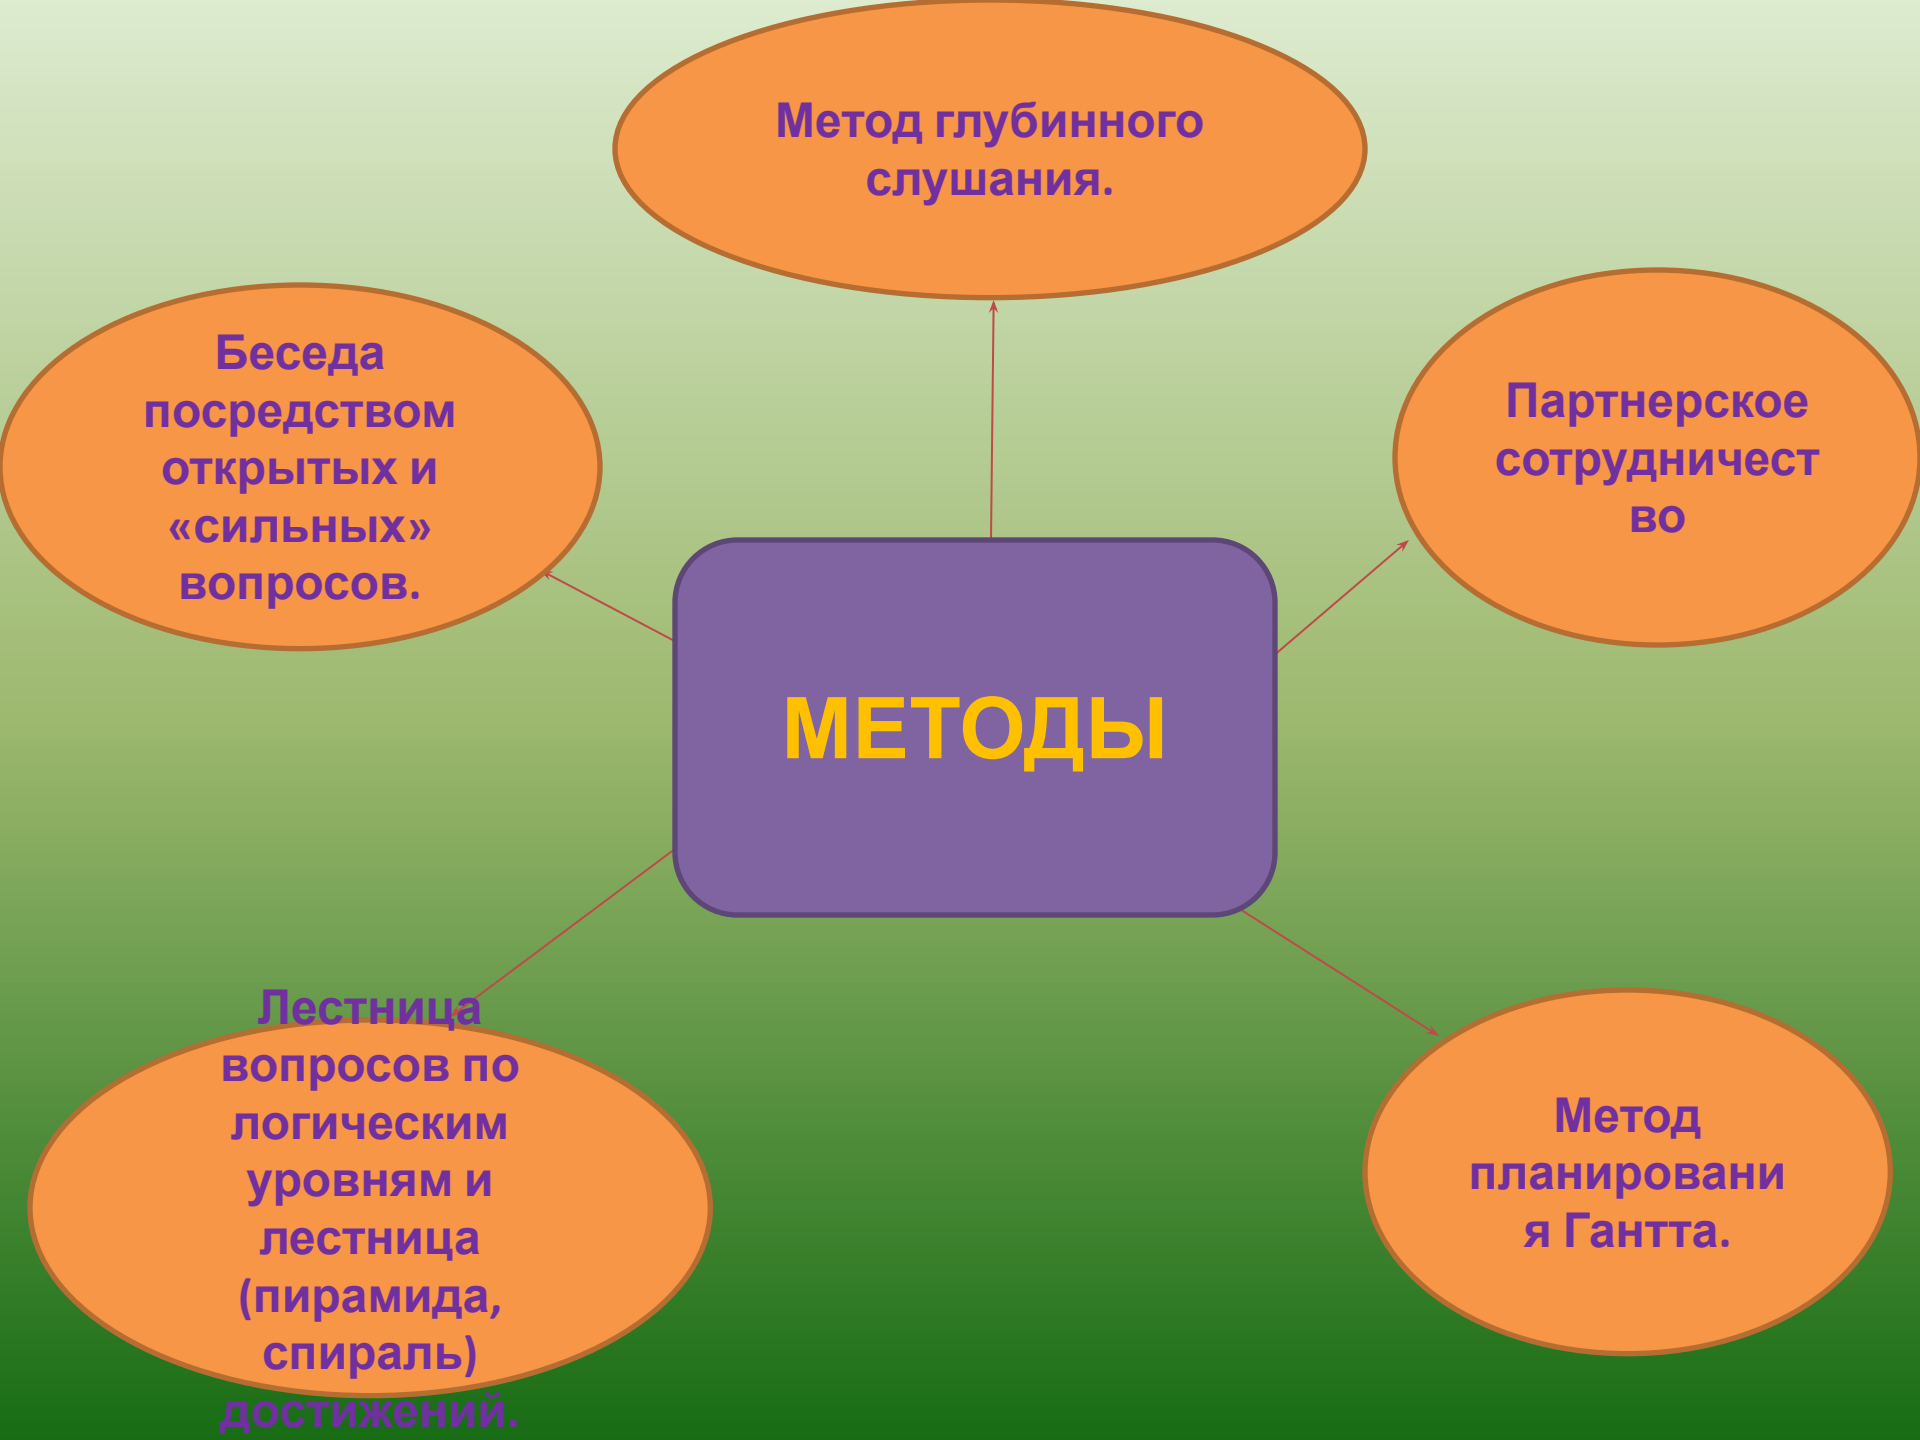 Метод глубинного
слушания.
Беседа
посредством
открытых и
«сильных»
вопросов.
Партнерское
сотрудничест
во
МЕТОДЫ
Лестница
вопросов по
логическим
уровням и
лестница
(пирамида,
спираль)
достижений.
Метод
планировани
я Гантта.